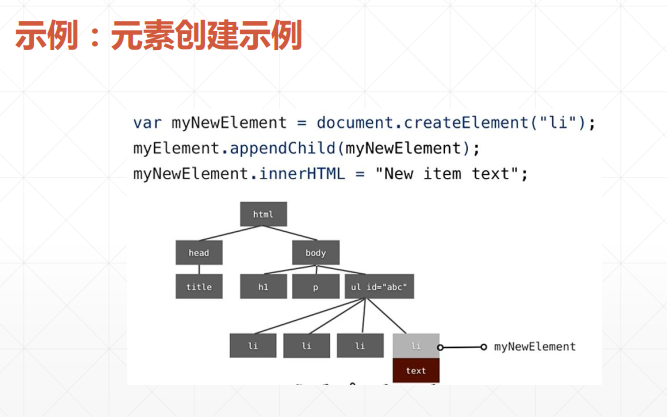 示例：元素创建示例
var myNewElement = document.createElement("li");
myElement.appendChild(myNewElement);
myNewElement.innerHTML = "New item text";
html
head
body
title
h1
p
ul id="abc"
li
li
li
li
myNewElement
text